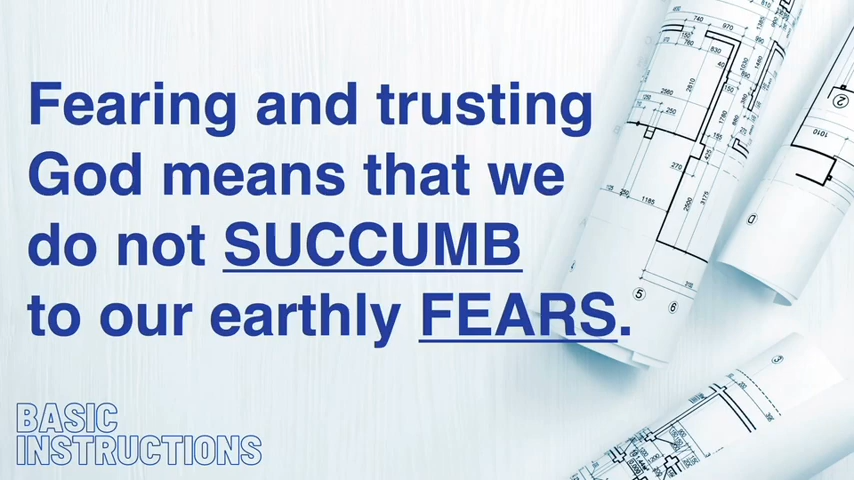 Fearing and trusting
God means that we
do not SUCCUMB
to our earthly FEARS.
BASIC
INSTRUCTIONS